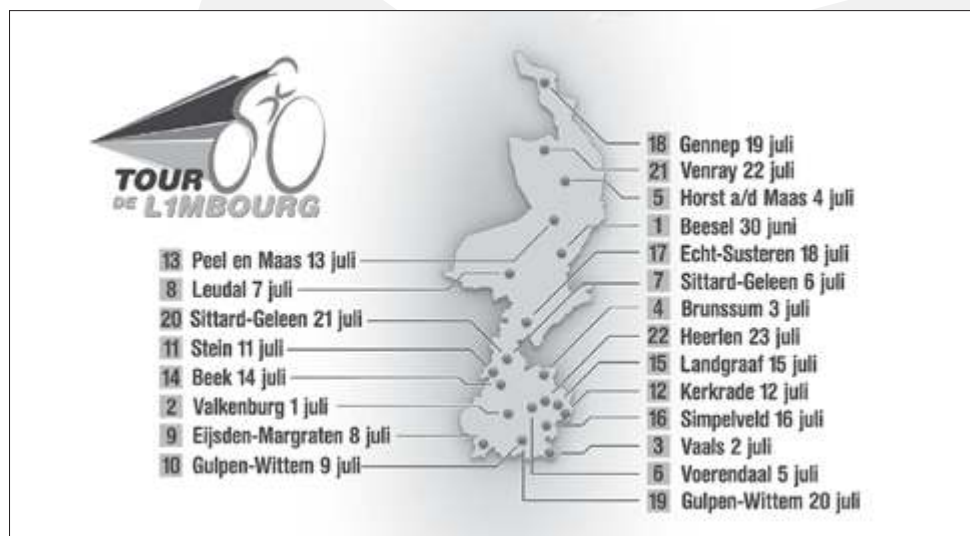 TOUR
DE L1MBOURG
13 Peel en Maas 13 juli
8 Leudal 7 juli
20 Sittard-Geleen 21 juli
11 Stein 11 juli
14 Beek 14 juli
2 Valkenburg 1 juli
9 Eijsden-Margraten 8 juli
10 Gulpen-Wittem 9 juli
18 Gennep 19 juli
21 Venray 22 juli
5 Horst a/d Maas 4 juli
1 Beesel 30 juni
17 Echt-Susteren 18 juli
7 Sittard-Geleen 6 juli
4 Brunssum 3 juli
22 Heerlen 23 juli
15 Landgraaf 15 juli
12 Kerkrade 12 juli
16 Simpelveld 16 juli
3 Vaals 2 juli
6 Voerendaal 5 juli
19 Gulpen-Wittem 20 juli